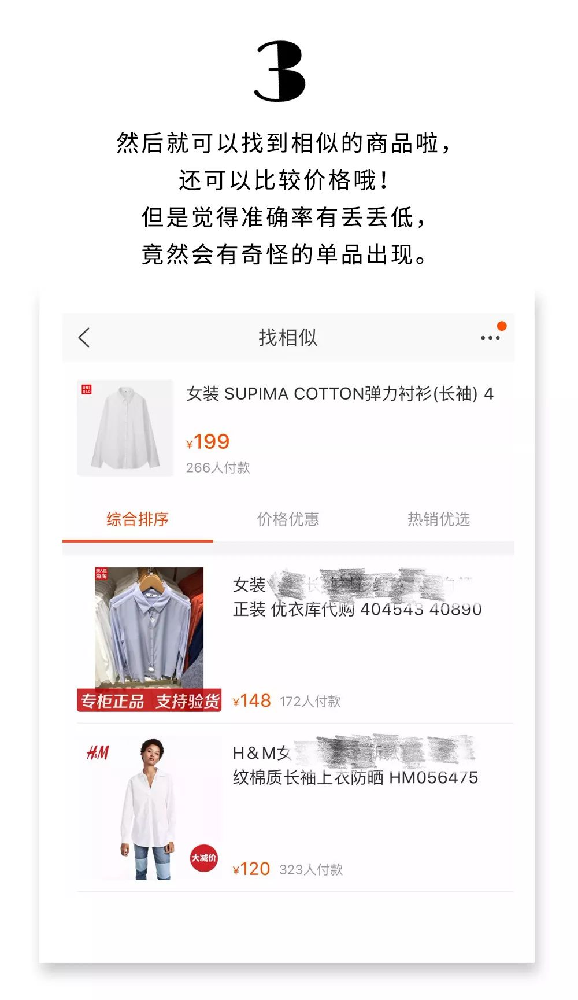 3
然后就可以找到相似的商品啦，
还可以比较价格哦！
但是觉得准确率有丢丢低，
竟然会有奇怪的单品出现。
找相似
UNI
QLO
女装 SUPIMA COTTON弹力衬衫(长袖) 4
¥199
266人付款
综合排序 价格优惠 热销优选
美人鱼
海淘
女装
正装 优衣库代购 404543 40890
专柜正品 支持验货
¥148 172人付款
H&M
H&M女 新款
纹棉质长袖上衣防晒 HM056475
大减价
¥120 323人付款